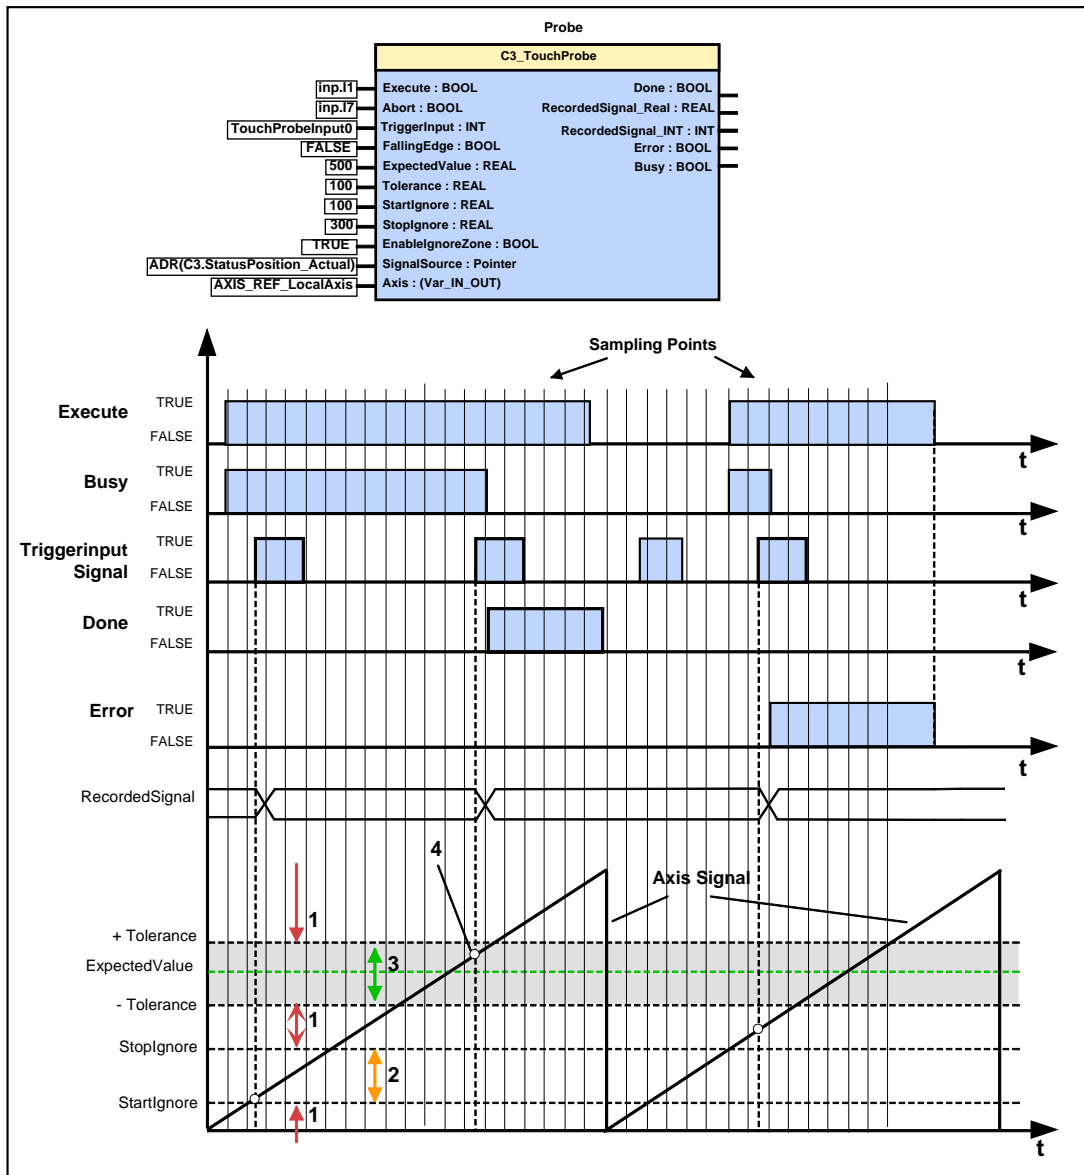 Probe
C3_TouchProbe
inp.I1 Execute : BOOL Done : BOOL
inp.I7 Abort : BOOL RecordedSignal_Real : REAL
TouchProbeInput0 TriggerInput : INT RecordedSignal_INT : INT
FALSE FallingEdge : BOOL Error : BOOL
500 ExpectedValue : REAL Busy : BOOL
100 Tolerance : REAL
100 StartIgnore : REAL
300 StopIgnore : REAL
TRUE EnableIgnoreZone : BOOL
ADR(C3.StatusPosition_Actual) SignalSource : Pointer
AXIS_REF_LocalAxis Axis : (Var_IN_OUT)
Sampling Points
Execute TRUE
FALSE
t
Busy TRUE
FALSE
t
Triggerinput TRUE
Signal FALSE
t
Done TRUE
FALSE
t
Error TRUE
FALSE
t
RecordedSignal
4
Axis Signal
1
+ Tolerance
ExpectedValue 3
- Tolerance
1
StopIgnore
2
StartIgnore
1
t